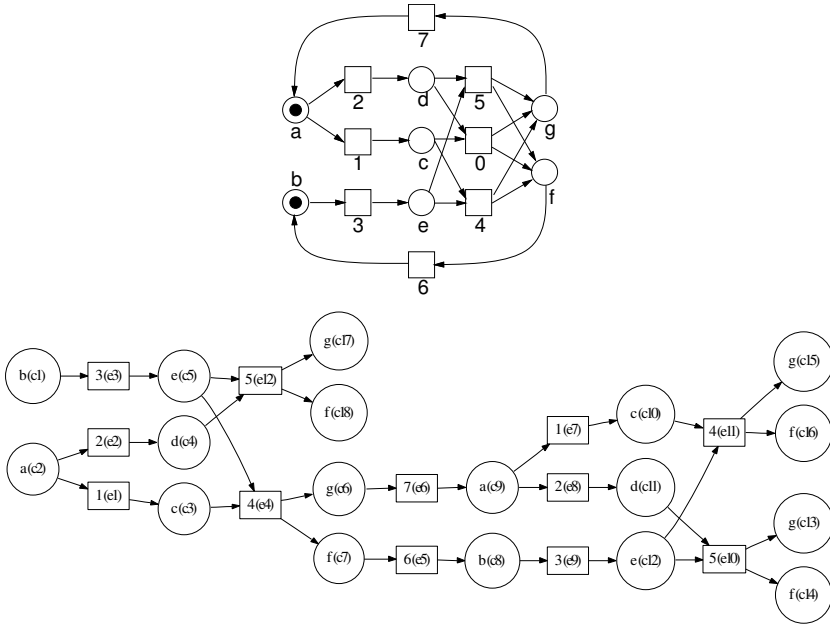 7
2
d
5
a
g
1
c
0
b
f
3
e
4
6
g(c17)
b(c1)
3(e3)
e(c5)
5(e12)
g(c15)
f(c18)
c(c10)
2(e2)
d(c4)
1(e7)
4(e11)
f(c16)
a(c2)
1(e1)
c(c3)
4(e4)
g(c6)
7(e6)
a(c9)
2(e8)
d(c11)
g(c13)
f(c7)
6(e5)
b(c8)
3(e9)
e(c12)
5(e10)
f(c14)